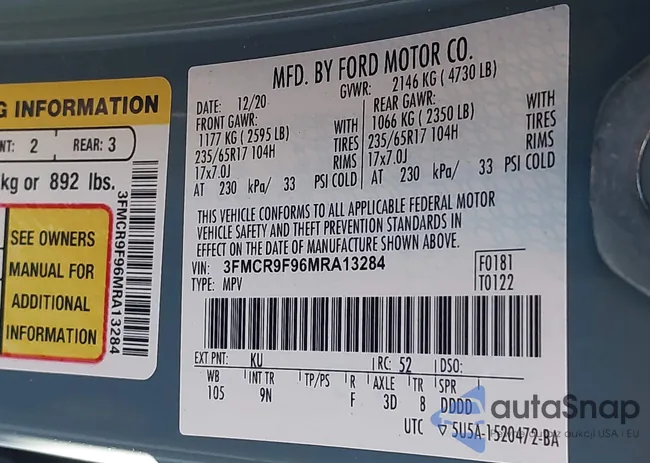 G INFORMATION
NT: 2 REAR: 3
kg or 892 lbs.
SEE OWNERS
MANUAL FOR
ADDITIONAL
INFORMATION
3FMCR9F96MRA13284
MFD. BY FORD MOTOR CO.
DATE: 12/20 GVWR: 2146 KG ( 4730 LB)
FRONT GAWR: REAR GAWR:
1177 KG ( 2595 LB) WITH 1066 KG ( 2350 LB) WITH
235/65R17 104H TIRES 235/65R17 104H TIRES
17x7.0J RIMS 17x7.0J RIMS
AT 230 kPa/ 33 PSI COLD AT 230 kPa/ 33 PSI COLD
THIS VEHICLE CONFORMS TO ALL APPLICABLE FEDERAL MOTOR
VEHICLE SAFETY AND THEFT PREVENTION STANDARDS IN
EFFECT ON THE DATE OF MANUFACTURE SHOWN ABOVE.
VIN: 3FMCR9F96MRA13284 F0181
TYPE: MPV T0122
EXT PNT: KU RC: 52 DSO:
WB INT TR TP/PS R AXLE TR SPR
105 9N F 3D 8 DDDD
UTC ▽ 5U5A-1520472-BA
autaSnap
aukcji USA - EU